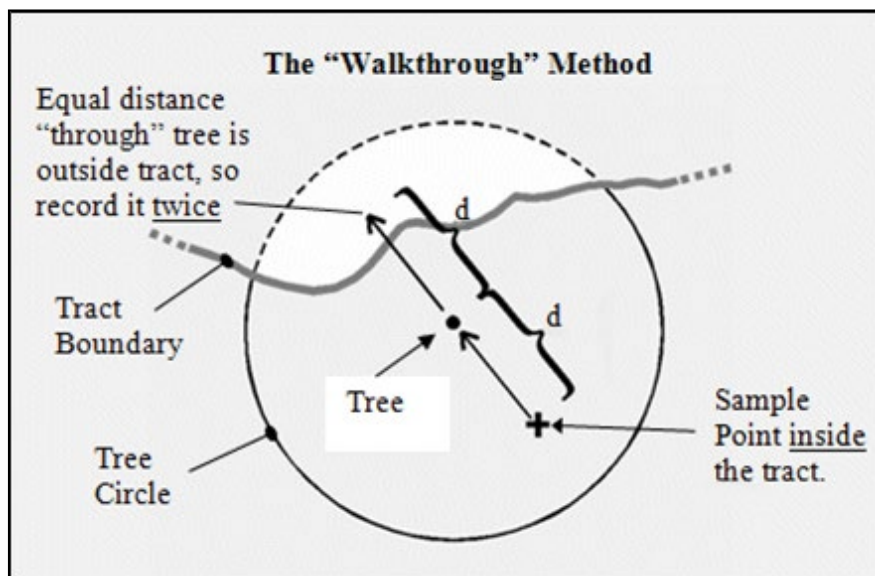 The “Walkthrough” Method
Equal distance
“through” tree is
outside tract, so
record it twice
d
d
Tract
Boundary
Tree
Sample
Point inside
the tract.
Tree
Circle